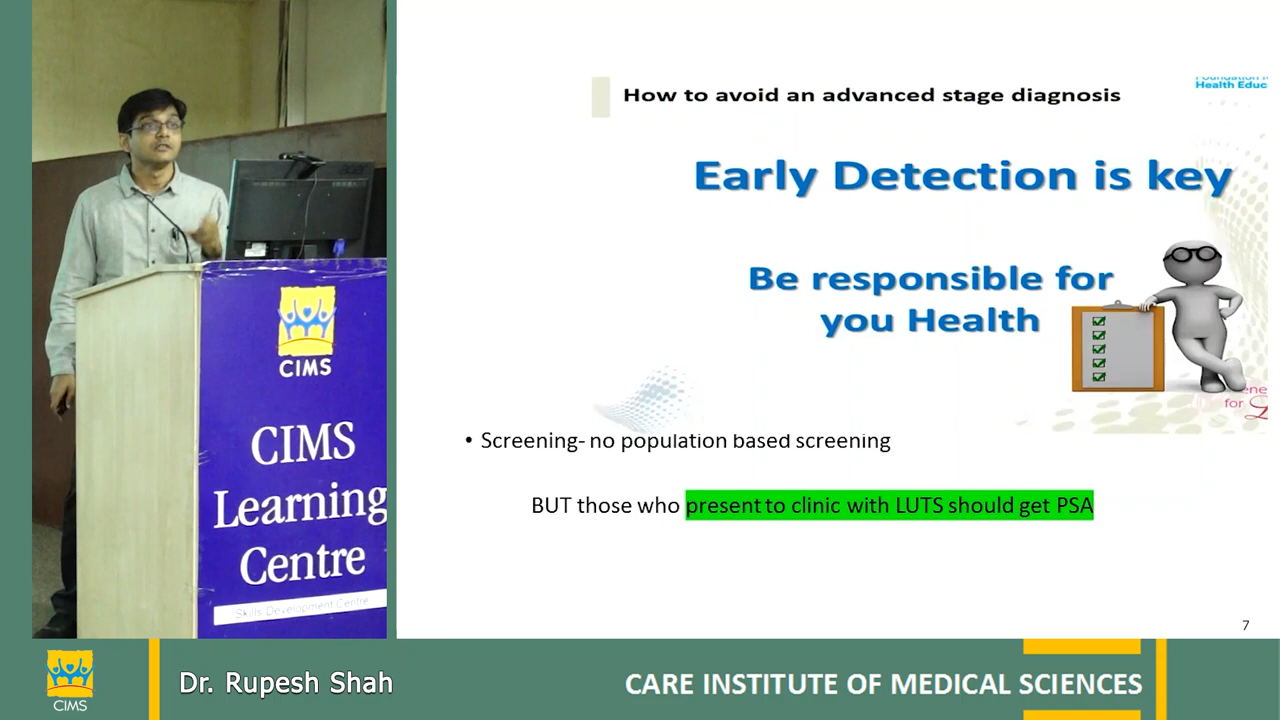 How to avoid an advanced stage diagnosis
Health Educ
Early Detection is key
Be responsible for
you Health
for
• Screening- no population based screening
BUT those who present to clinic with LUTS should get PSA
7
CIMS
CIMS
Learning
Centre
Skills Development Centre
CIMS
Dr. Rupesh Shah
CARE INSTITUTE OF MEDICAL SCIENCES